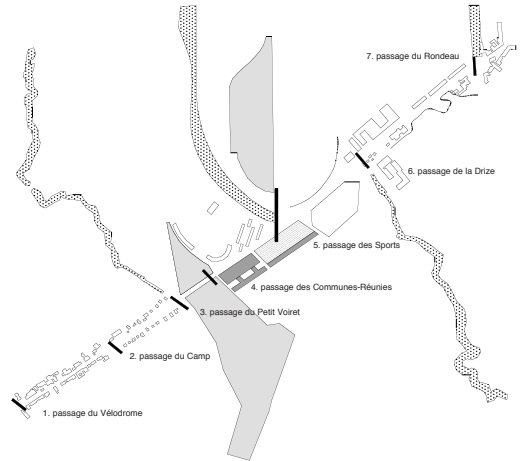 7. passage du Rondeau
6. passage de la Drize
5. passage des Sports
4. passage des Communes-Réunies
3. passage du Petit Voiret
2. passage du Camp
1. passage du Vélodrome